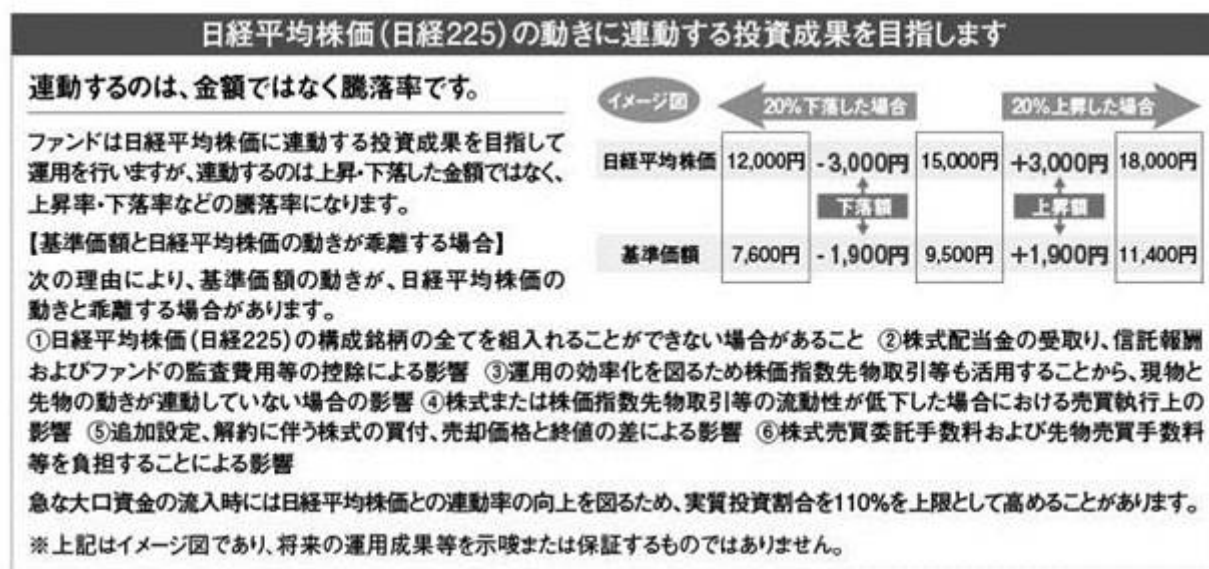 日経平均株価(日経225)の動きに連動する投資成果を目指します
連動するのは、金額ではなく騰落率です。
ファンドは日経平均株価に連動する投資成果を目指して
運用を行いますが、連動するのは上昇・下落した金額ではなく、
上昇率・下落率などの騰落率になります。
【基準価額と日経平均株価の動きが乖離する場合】
次の理由により、基準価額の動きが、日経平均株価の
動きと乖離する場合があります。
イメージ図 20%下落した場合 20%上昇した場合
日経平均株価 12,000円 -3,000円 15,000円 +3,000円 18,000円
下落額 上昇額
基準価額 7,600円 -1,900円 9,500円 +1,900円 11,400円
①日経平均株価(日経225)の構成銘柄の全てを組入れることができない場合があること ②株式配当金の受取り、信託報酬
およびファンドの監査費用等の控除による影響 ③運用の効率化を図るため株価指数先物取引等も活用することから、現物と
先物の動きが連動していない場合の影響 ④株式または株価指数先物取引等の流動性が低下した場合における売買執行上の
影響 ⑤追加設定、解約に伴う株式の買付、売却価格と終値の差による影響 ⑥株式売買委託手数料および先物売買手数料
等を負担することによる影響
急な大口資金の流入時には日経平均株価との連動率の向上を図るため、実質投資割合を110%を上限として高めることがあります。
※上記はイメージ図であり、将来の運用成果等を示唆または保証するものではありません。